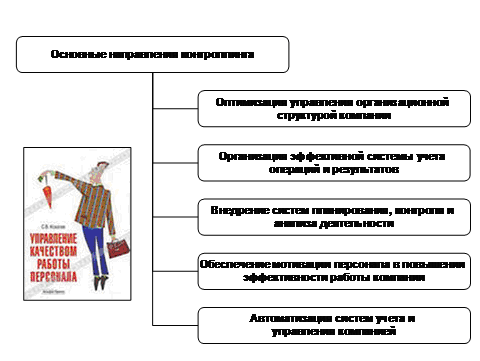 Основные направления контроллинга
Оптимизация управления организационной
структурой компании
Организация эффективной системы учета
операций и результатов
Внедрение систем планирования, контроля и
анализа деятельности
Обеспечение мотивации персонала в повышении
эффективности работы компании
Автоматизация систем учета и
управления компанией
УПРАВЛЕНИЕ
КАЧЕСТВОМ
РАБОТЫ
ПЕРСОНАЛА